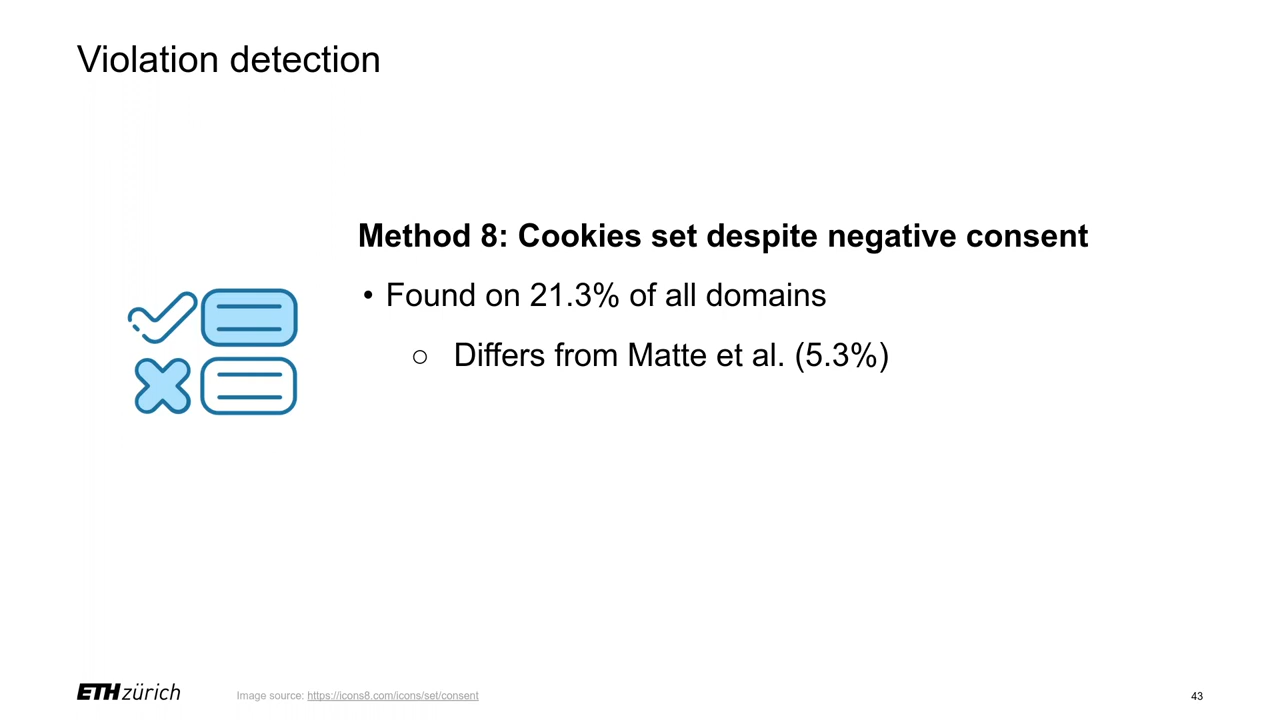 Violation detection
Method 8: Cookies set despite negative consent
• Found on 21.3% of all domains
○ Differs from Matte et al. (5.3%)
ETH zürich
Image source: https://icons8.com/icons/set/consent
43